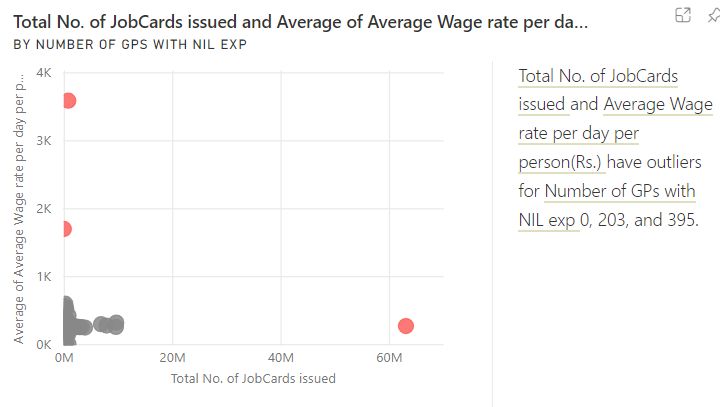 Total No. of JobCards issued and Average of Average Wage rate per da...
BY NUMBER OF GPS WITH NIL EXP
Average of Average Wage rate per day per p...
4K
3K
2K
1K
0K
0M
20M
40M
60M
Total No. of JobCards issued
Total No. of JobCards
issued and Average Wage
rate per day per
person(Rs.) have outliers
for Number of GPs with
NIL exp 0, 203, and 395.